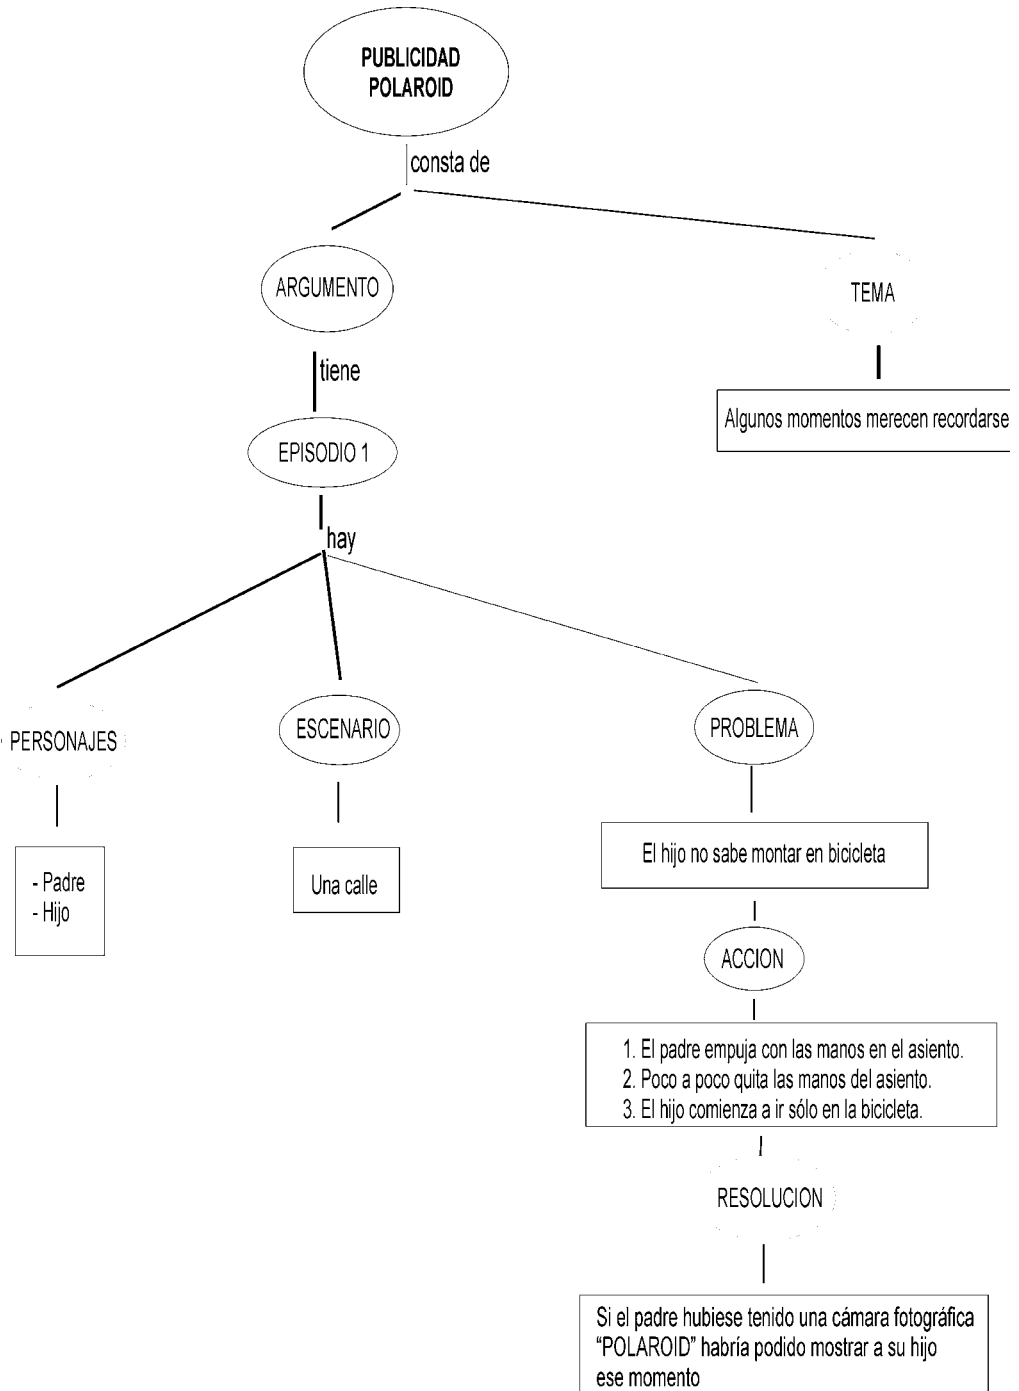 PUBLICIDAD
POLAROID
consta de
ARGUMENTO
TEMA
tiene
Algunos momentos merecen recordarse
EPISODIO 1
hay
PERSONAJES
ESCENARIO
PROBLEMA
- Padre
- Hijo
Una calle
El hijo no sabe montar en bicicleta
ACCION
1. El padre empuja con las manos en el asiento.
2. Poco a poco quita las manos del asiento.
3. El hijo comienza a ir sólo en la bicicleta.
RESOLUCION
Si el padre hubiese tenido una cámara fotográfica
“POLAROID” habría podido mostrar a su hijo
ese momento